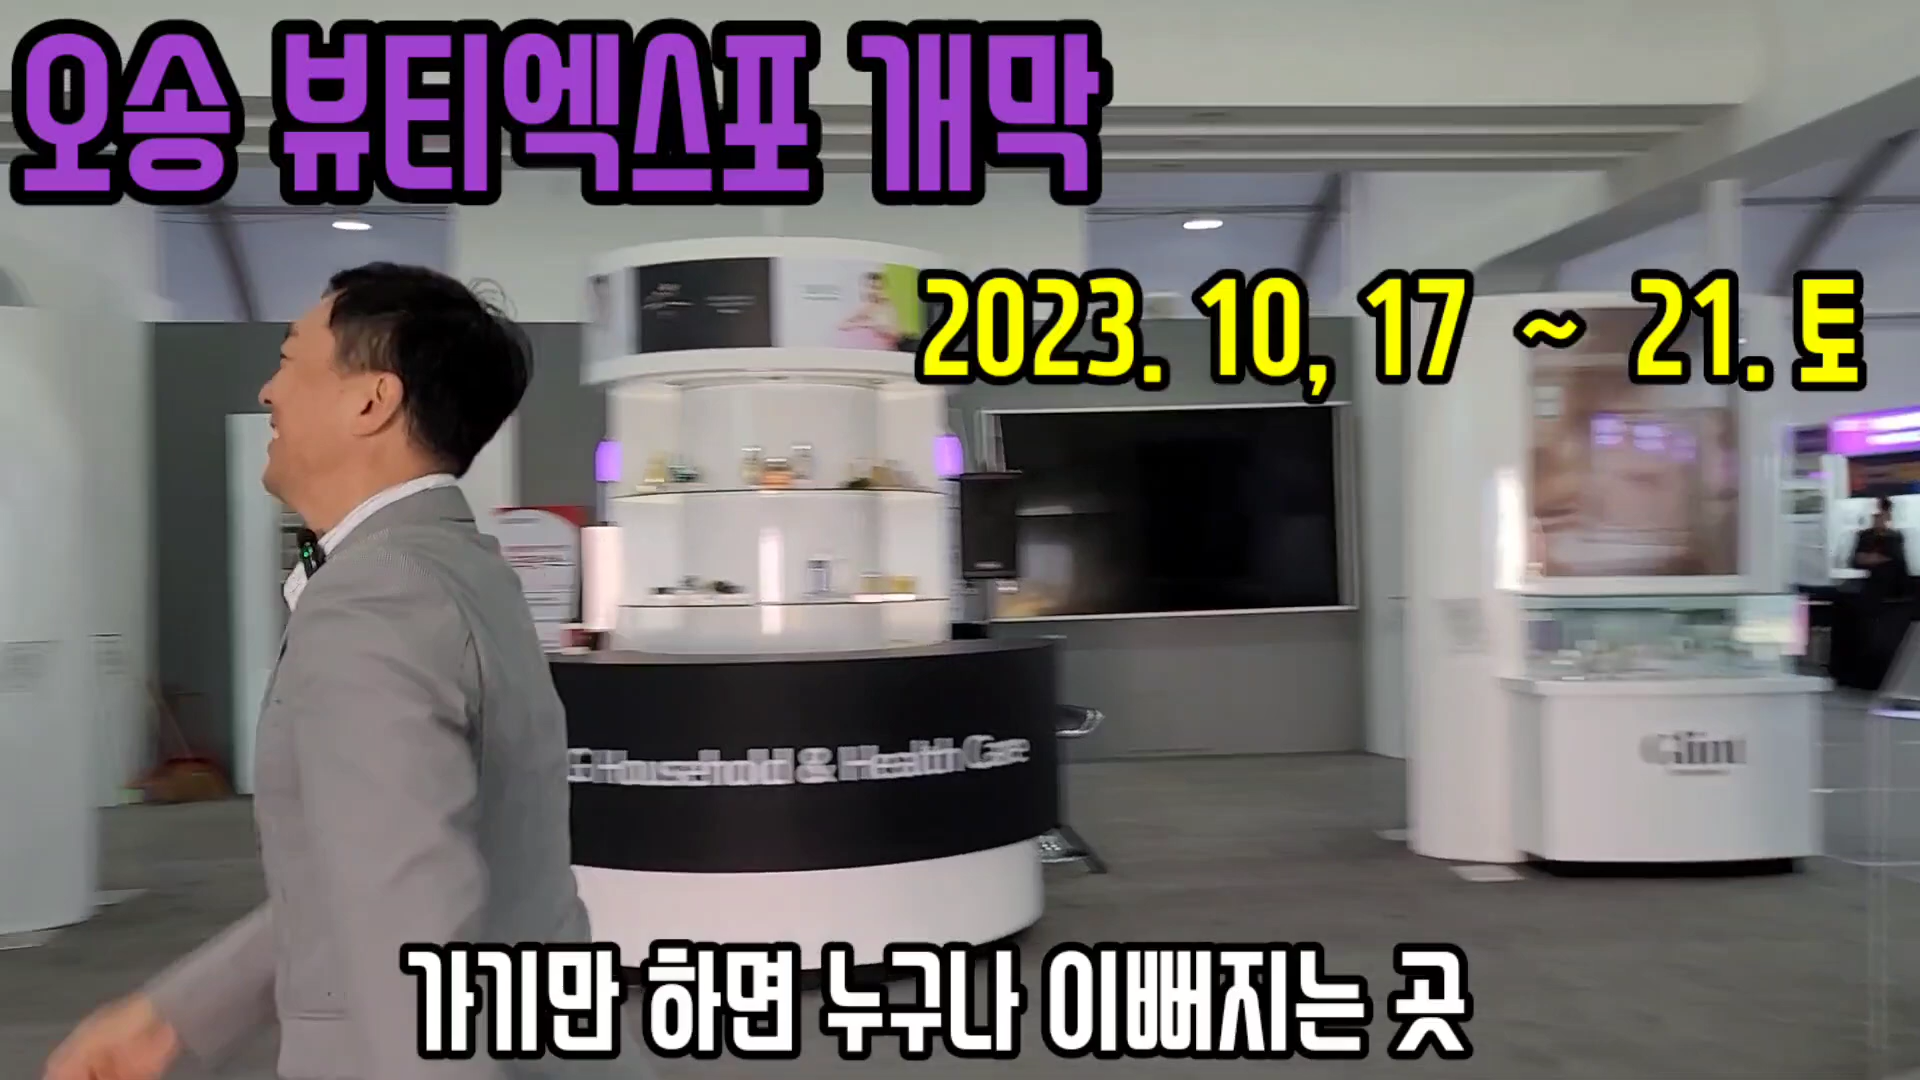 오송 뷰티엑스포 개막
2023. 10, 17 ~ 21. 토
Household & Health Care
가기만 하면 누구나 이뻐지는 곳